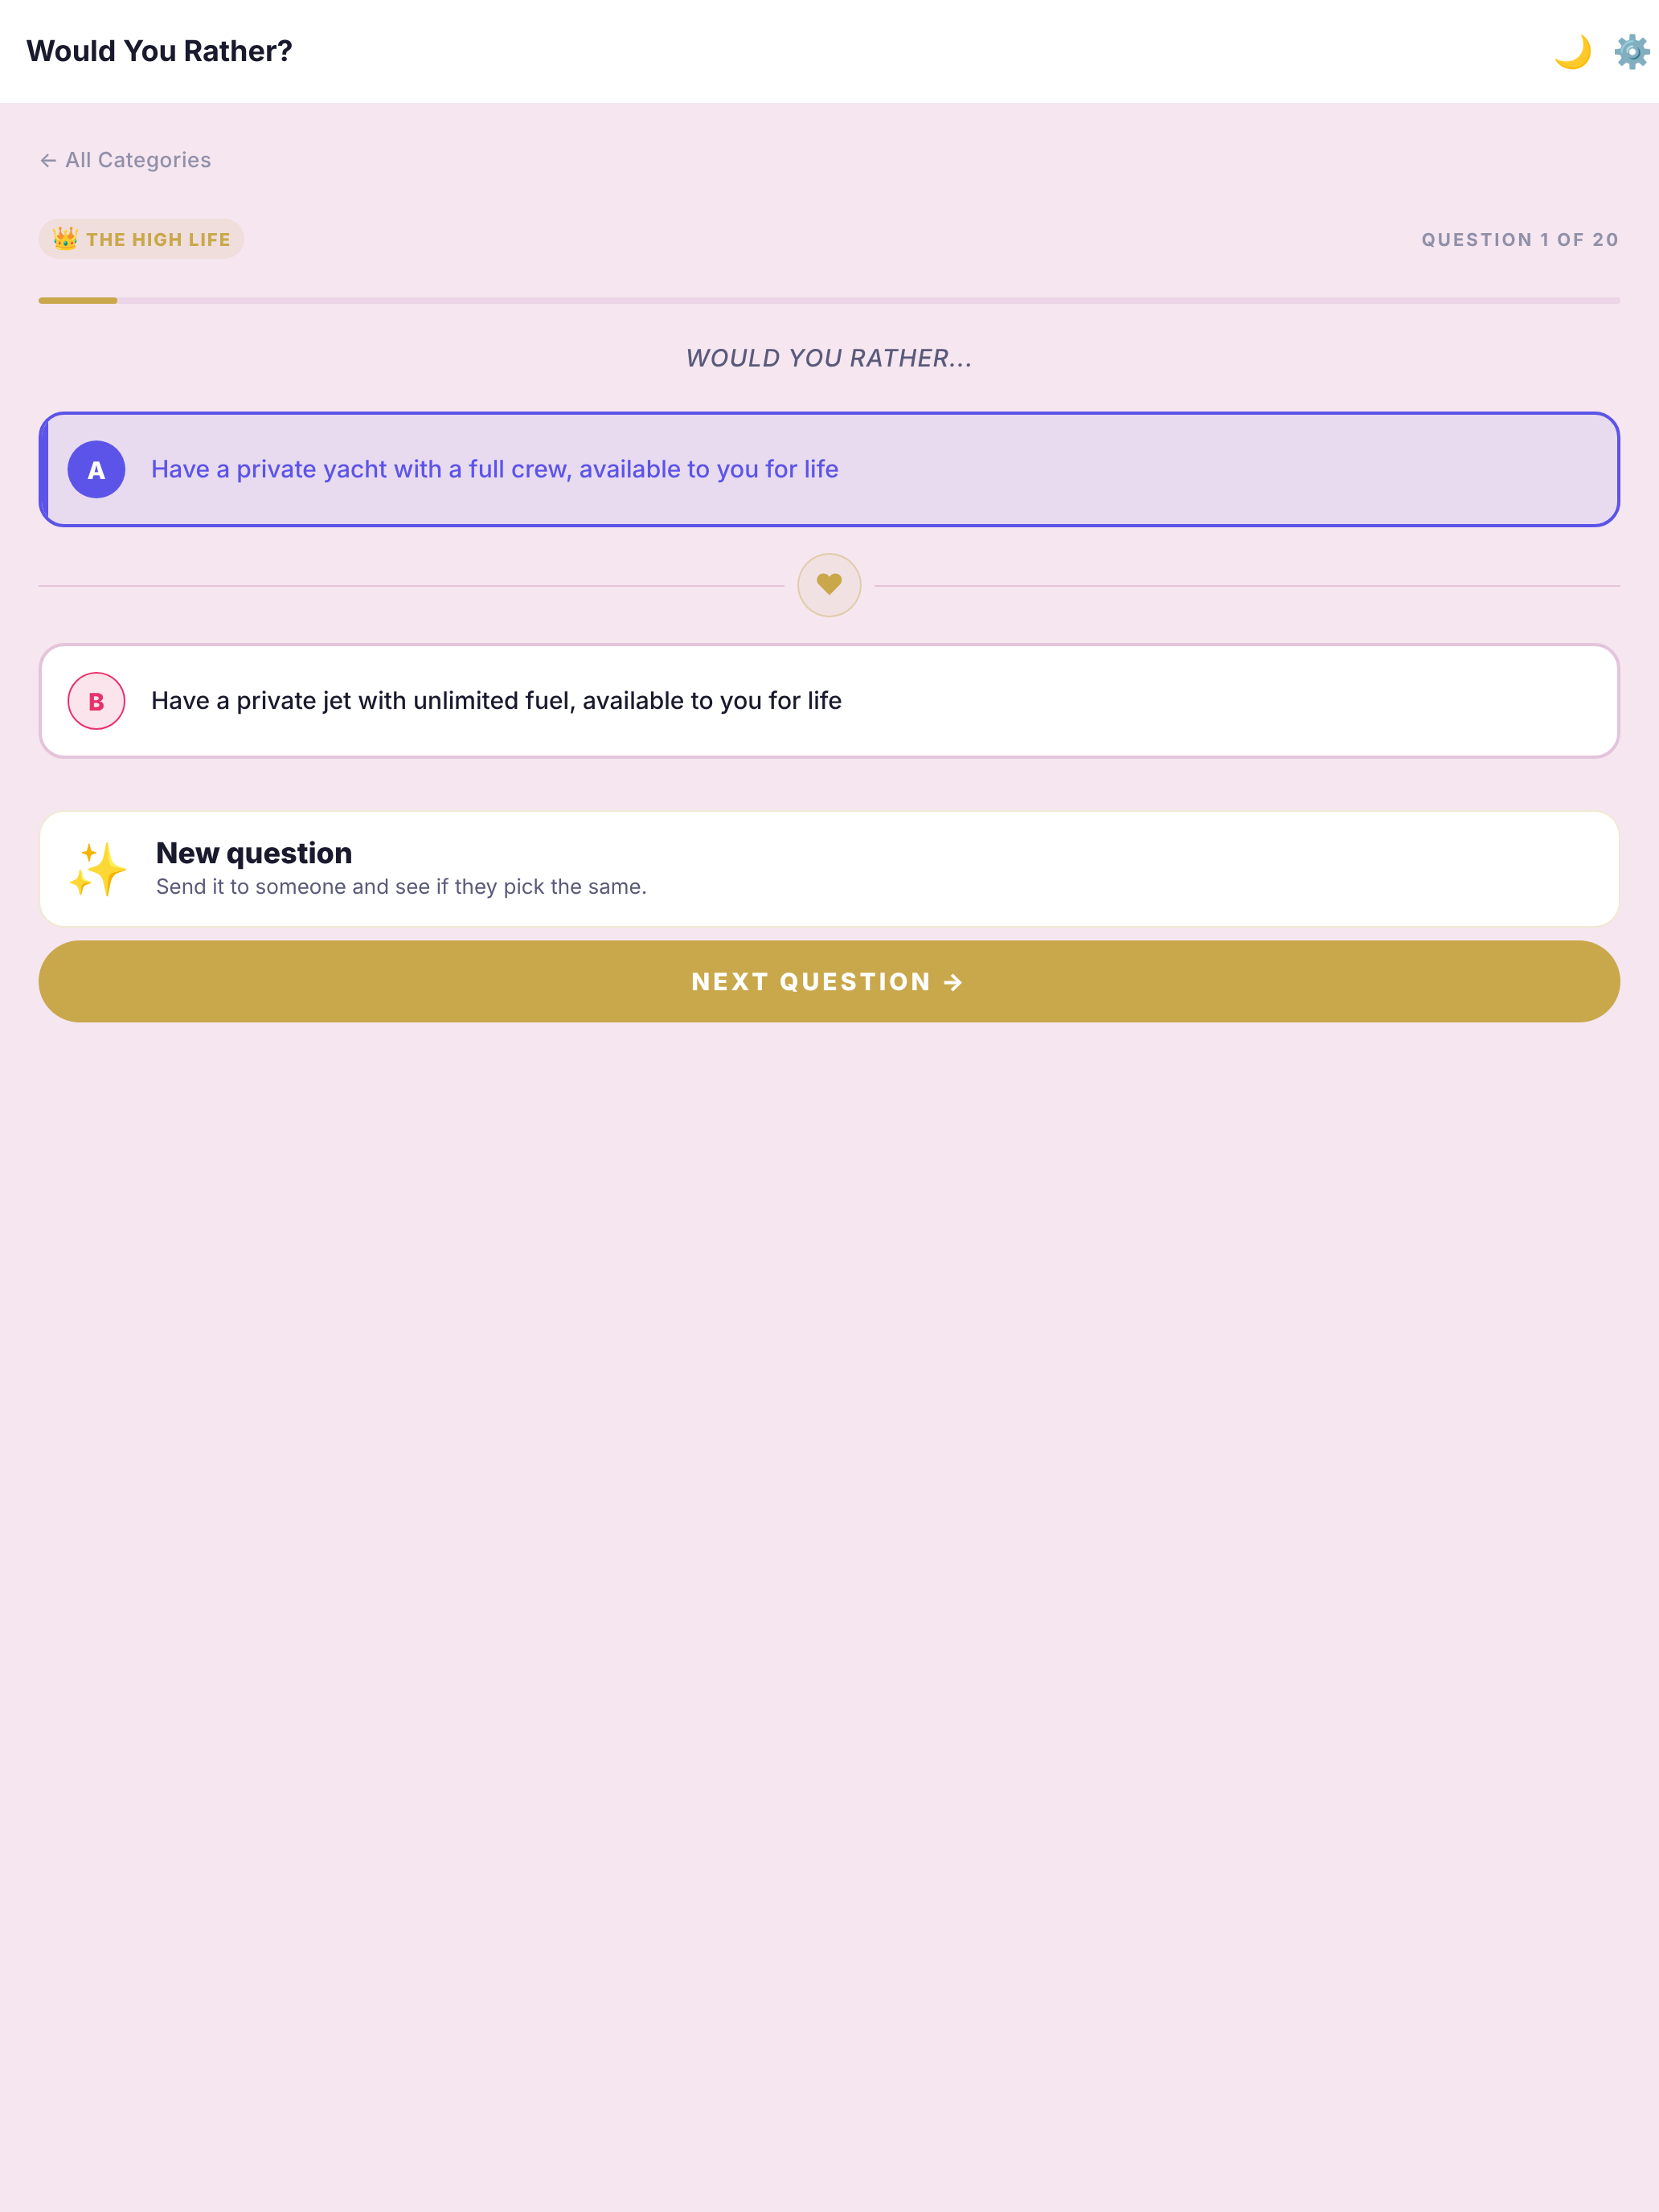 Would You Rather?
← All Categories
THE HIGH LIFE
QUESTION 1 OF 20
WOULD YOU RATHER...
A
Have a private yacht with a full crew, available to you for life
B
Have a private jet with unlimited fuel, available to you for life
New question
Send it to someone and see if they pick the same.
NEXT QUESTION →